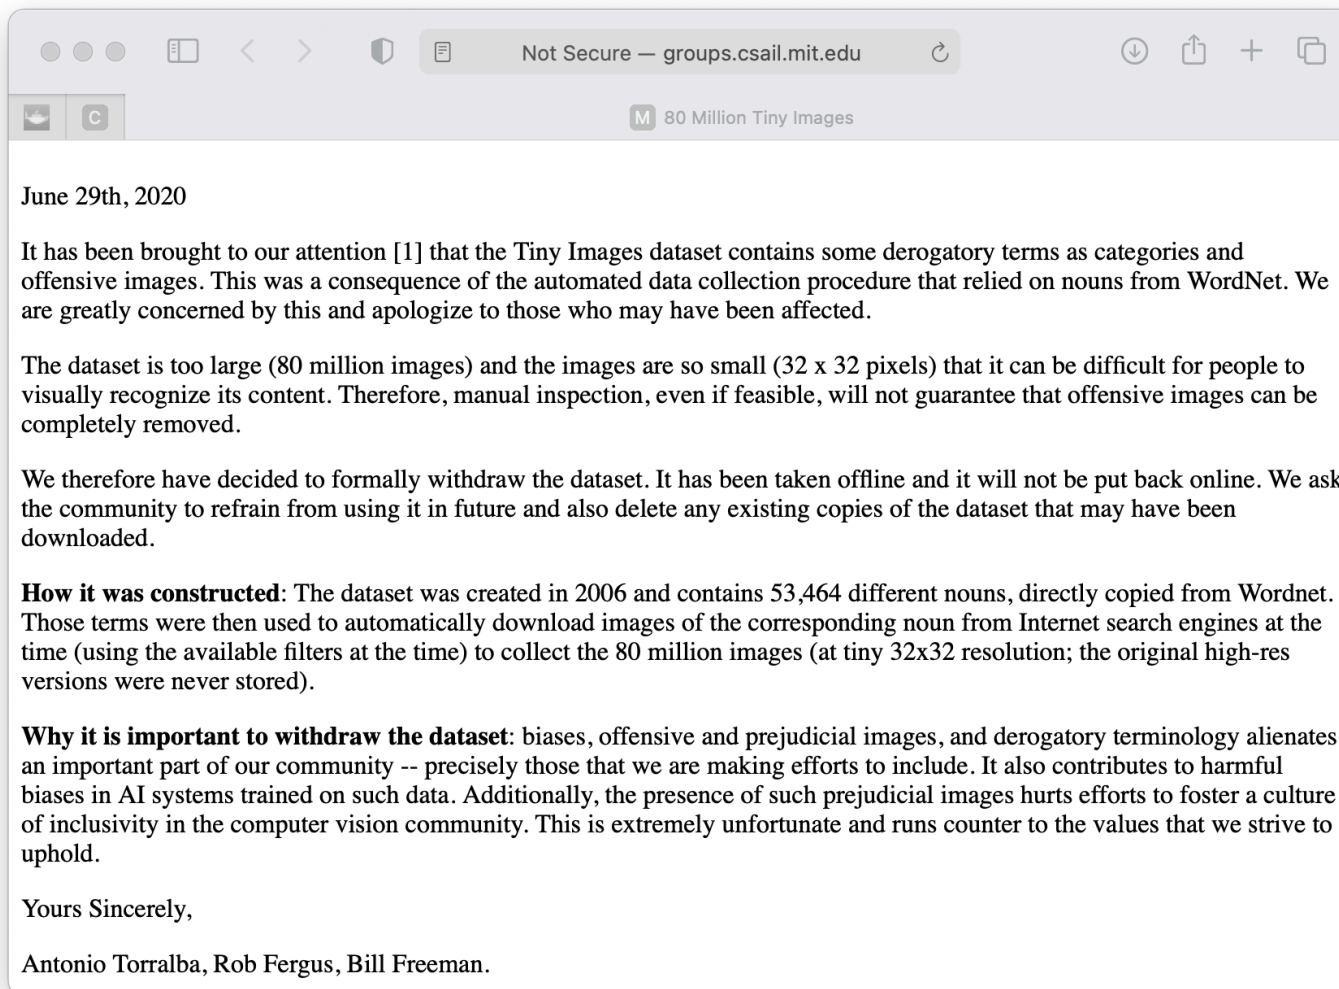 Not Secure — groups.csail.mit.edu
C
M 80 Million Tiny Images
June 29th, 2020
It has been brought to our attention [1] that the Tiny Images dataset contains some derogatory terms as categories and
offensive images. This was a consequence of the automated data collection procedure that relied on nouns from WordNet. We
are greatly concerned by this and apologize to those who may have been affected.
The dataset is too large (80 million images) and the images are so small (32 x 32 pixels) that it can be difficult for people to
visually recognize its content. Therefore, manual inspection, even if feasible, will not guarantee that offensive images can be
completely removed.
We therefore have decided to formally withdraw the dataset. It has been taken offline and it will not be put back online. We ask
the community to refrain from using it in future and also delete any existing copies of the dataset that may have been
downloaded.
How it was constructed: The dataset was created in 2006 and contains 53,464 different nouns, directly copied from Wordnet.
Those terms were then used to automatically download images of the corresponding noun from Internet search engines at the
time (using the available filters at the time) to collect the 80 million images (at tiny 32x32 resolution; the original high-res
versions were never stored).
Why it is important to withdraw the dataset: biases, offensive and prejudicial images, and derogatory terminology alienates
an important part of our community -- precisely those that we are making efforts to include. It also contributes to harmful
biases in AI systems trained on such data. Additionally, the presence of such prejudicial images hurts efforts to foster a culture
of inclusivity in the computer vision community. This is extremely unfortunate and runs counter to the values that we strive to
uphold.
Yours Sincerely,
Antonio Torralba, Rob Fergus, Bill Freeman.